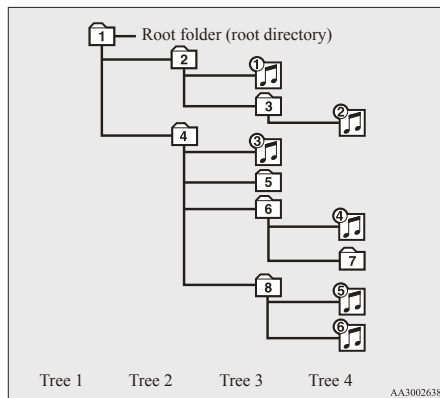 1 Root folder (root directory)
2 ①
3 ②
4 ③
5
6 ④
7
8 ⑤
⑥
Tree 1 Tree 2 Tree 3 Tree 4
AA3002638